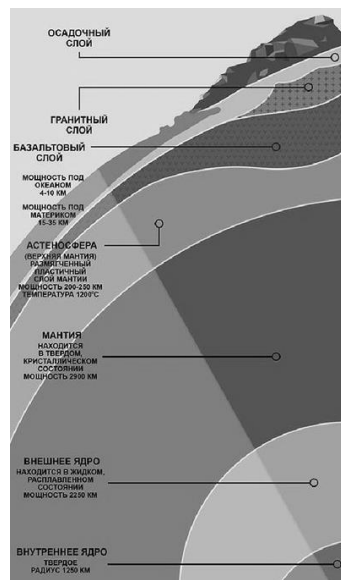 ОСАДОЧНЫЙ
СЛОЙ
ГРАНИТНЫЙ
СЛОЙ
БАЗАЛЬТОВЫЙ
СЛОЙ
МОЩНОСТЬ ПОД
ОКЕАНОМ
4-10 КМ
МОЩНОСТЬ ПОД
МАТЕРИКОМ
15-35 КМ
АСТЕНОСФЕРА
(ВЕРХНЯЯ МАНТИЯ)
РАЗМЯГЧЕННЫЙ
ПЛАСТИЧНЫЙ
СЛОЙ МАНТИИ
МОЩНОСТЬ 200-250 КМ
ТЕМПЕРАТУРА 1200°С
МАНТИЯ
НАХОДИТСЯ
В ТВЕРДОМ,
КРИСТАЛЛИЧЕСКОМ
СОСТОЯНИИ
МОЩНОСТЬ 2900 КМ
ВНЕШНЕЕ ЯДРО
НАХОДИТСЯ В ЖИДКОМ,
РАСПЛАВЛЕННОМ
СОСТОЯНИИ
МОЩНОСТЬ 2250 КМ
ВНУТРЕННЕЕ ЯДРО
ТВЕРДОЕ
РАДИУС 1250 КМ